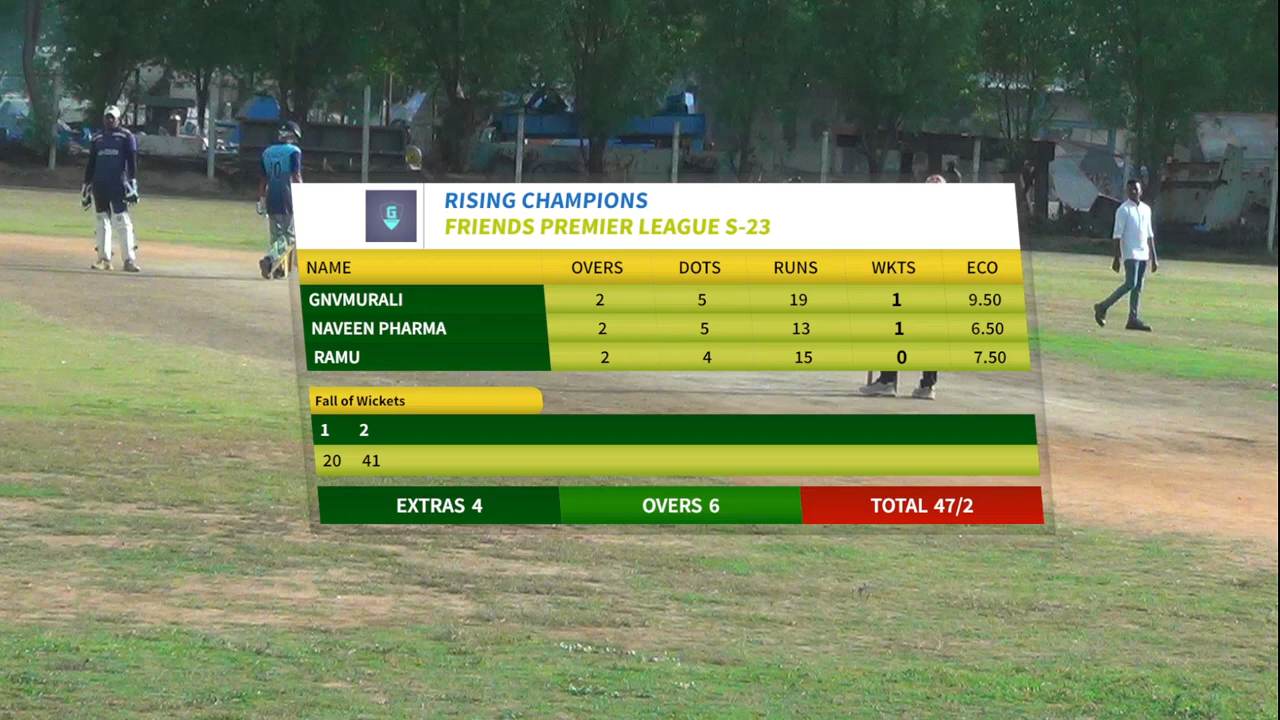 RISING CHAMPIONS
FRIENDS PREMIER LEAGUE S-23
G
NAME OVERS DOTS RUNS WKTS ECO
GNVMURALI 2 5 19 1 9.50
NAVEEN PHARMA 2 5 13 1 6.50
RAMU 2 4 15 0 7.50
Fall of Wickets
1 2
20 41
EXTRAS 4 OVERS 6 TOTAL 47/2